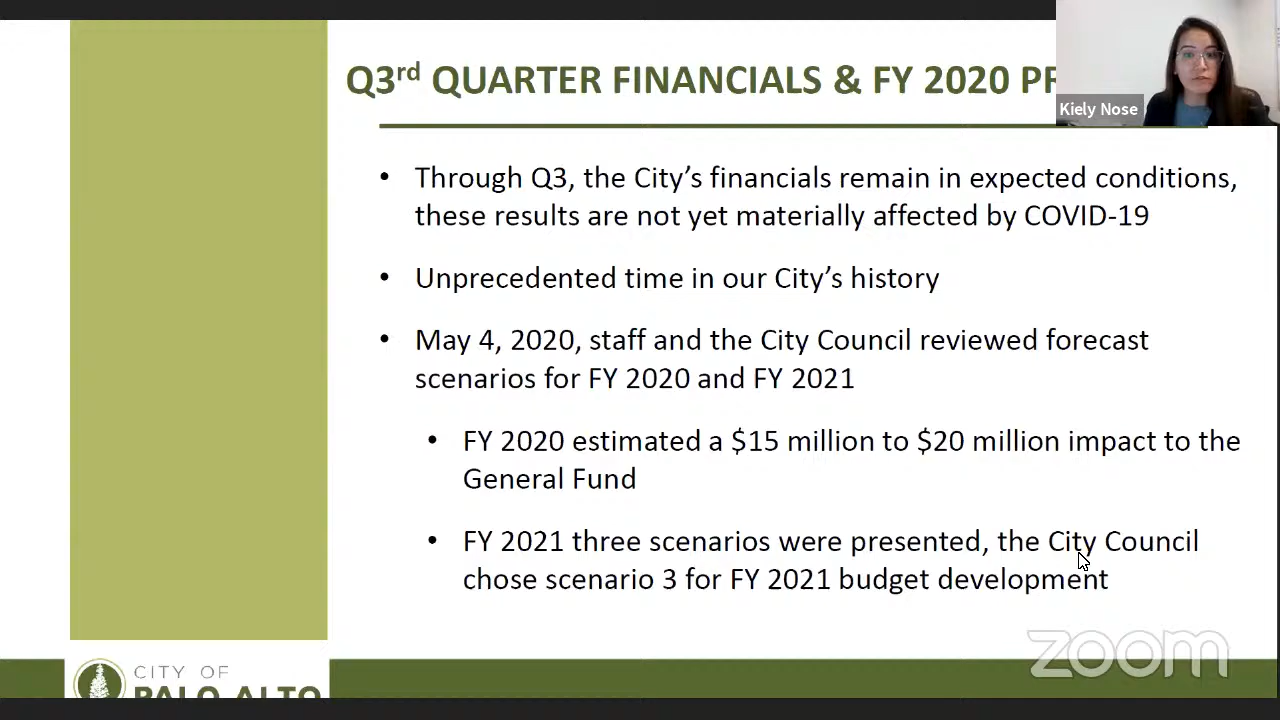 Q3rd QUARTER FINANCIALS & FY 2020 PR
Kiely Nose
• Through Q3, the City’s financials remain in expected conditions,
these results are not yet materially affected by COVID-19
• Unprecedented time in our City’s history
• May 4, 2020, staff and the City Council reviewed forecast
scenarios for FY 2020 and FY 2021
• FY 2020 estimated a $15 million to $20 million impact to the
General Fund
• FY 2021 three scenarios were presented, the City Council
chose scenario 3 for FY 2021 budget development
zoom
CITY OF
PALO ALTO